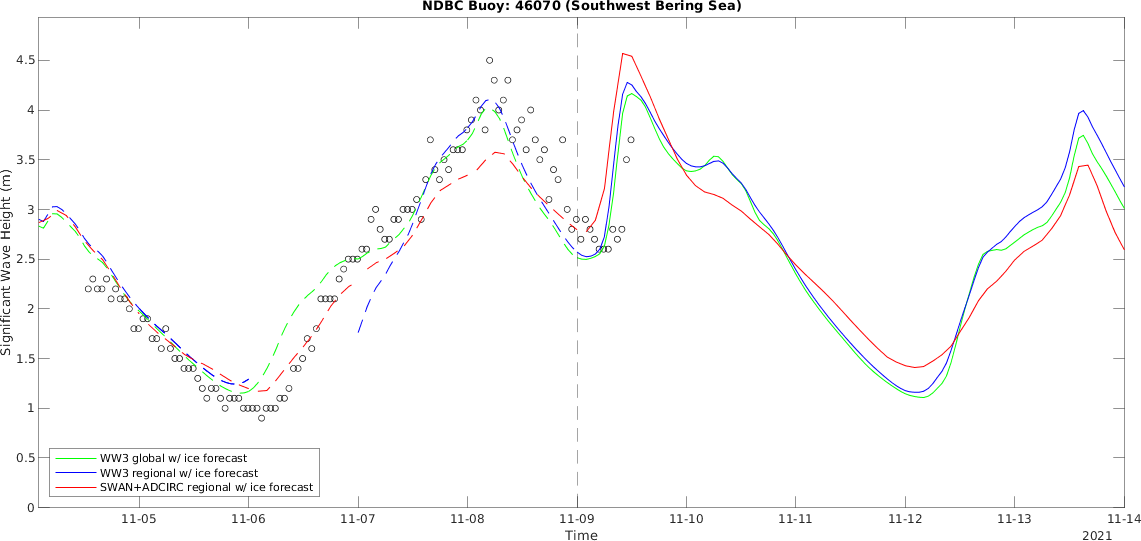 NDBC Buoy: 46070 (Southwest Bering Sea)
Significant Wave Height (m)
4.5
4
3.5
3
2.5
2
1.5
1
0.5
0
WW3 global w/ ice forecast
WW3 regional w/ ice forecast
SWAN+ADCIRC regional w/ ice forecast
11-05 11-06 11-07 11-08 11-09 11-10 11-11 11-12 11-13 11-14
Time
2021